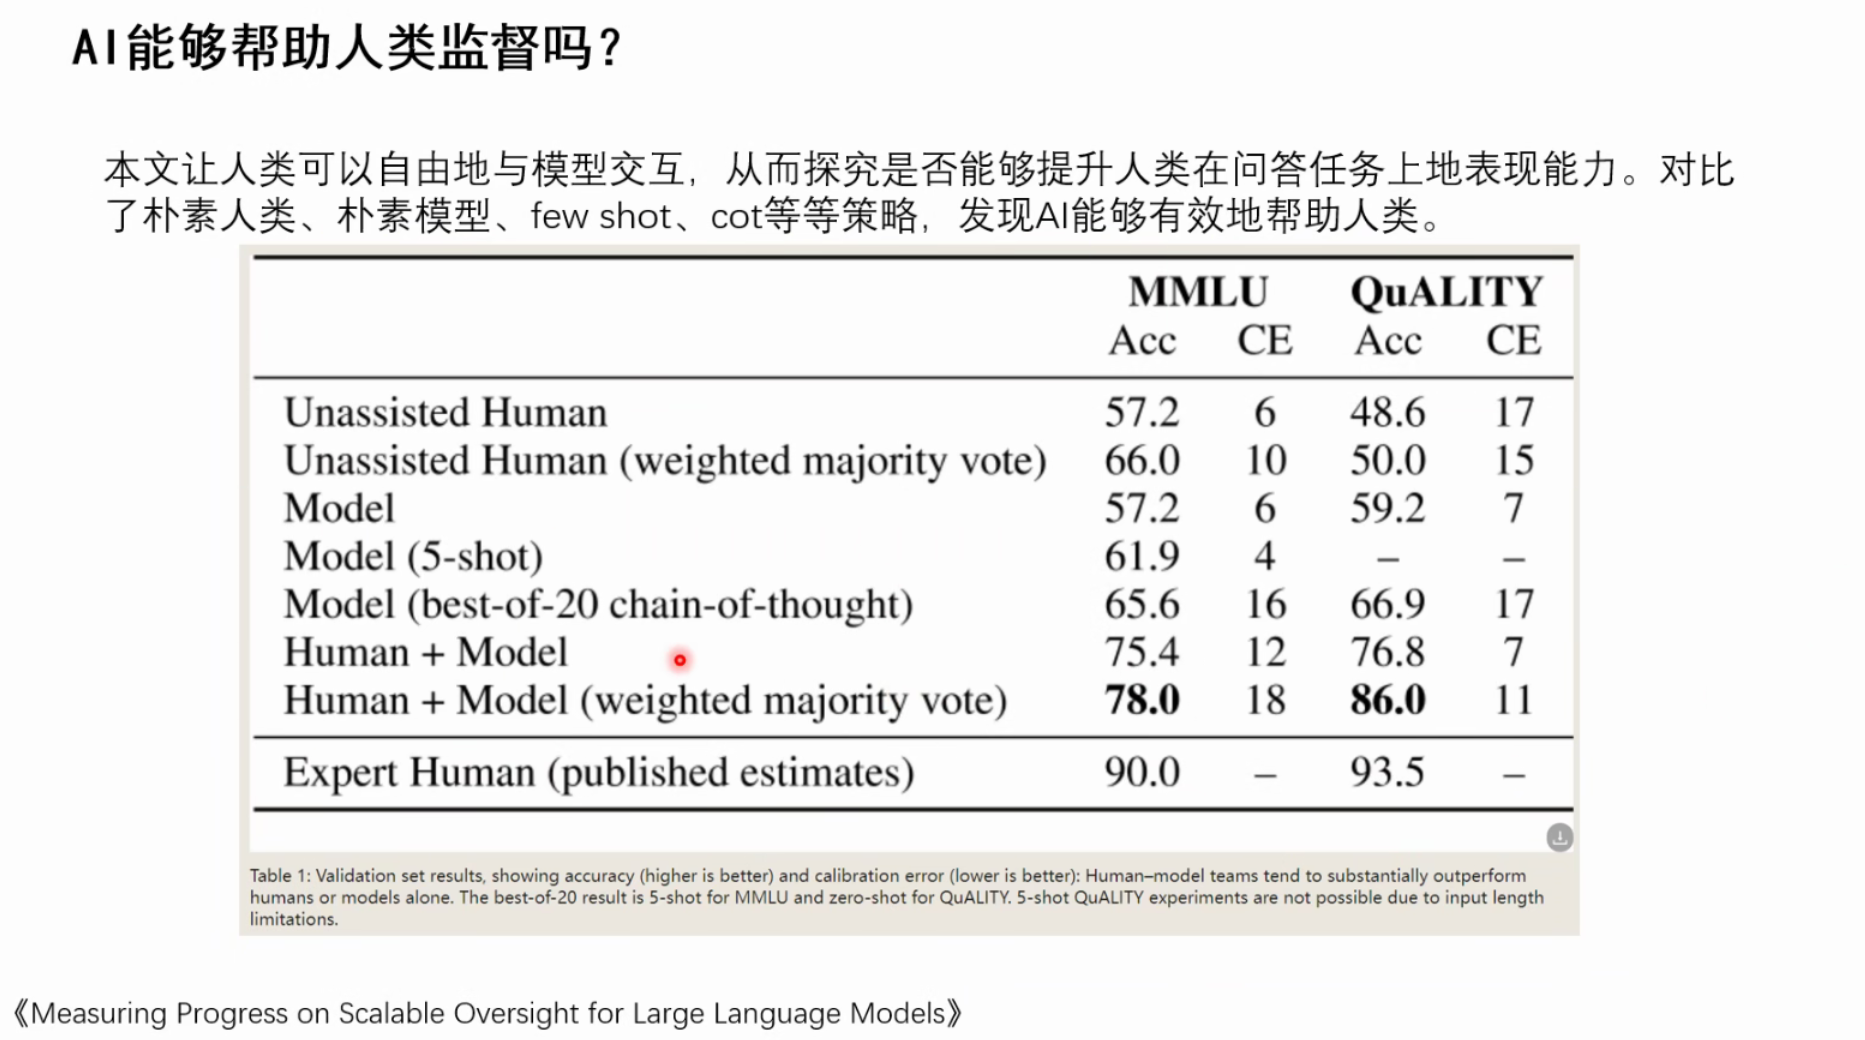 AI能够帮助人类监督吗？
本文让人类可以自由地与模型交互，从而探究是否能够提升人类在问答任务上地表现能力。对比
了朴素人类、朴素模型、few shot、cot等等策略，发现AI能够有效地帮助人类。
MMLU QuALITY
Acc CE Acc CE
Unassisted Human 57.2 6 48.6 17
Unassisted Human (weighted majority vote) 66.0 10 50.0 15
Model 57.2 6 59.2 7
Model (5-shot) 61.9 4 – –
Model (best-of-20 chain-of-thought) 65.6 16 66.9 17
Human + Model 75.4 12 76.8 7
Human + Model (weighted majority vote) 78.0 18 86.0 11
Expert Human (published estimates) 90.0 – 93.5 –
Table 1: Validation set results, showing accuracy (higher is better) and calibration error (lower is better): Human–model teams tend to substantially outperform
humans or models alone. The best-of-20 result is 5-shot for MMLU and zero-shot for QuALITY. 5-shot QuALITY experiments are not possible due to input length
limitations.
《Measuring Progress on Scalable Oversight for Large Language Models》